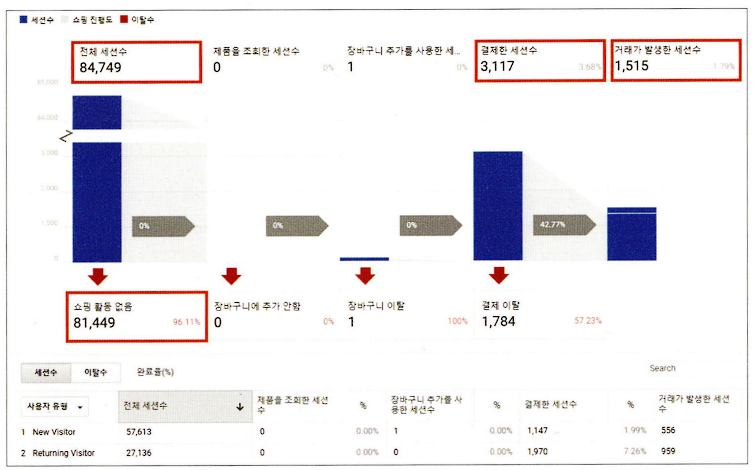 세션수 쇼핑 진행도 이탈수
전체 세션수 제품을 조회한 세션수 장바구니 추가를 사용한 세... 결제한 세션수 거래가 발생한 세션수
84,749 0 0% 1 0% 3,117 3.68% 1,515 1.79%
44,000
3,000
2,000
1,000
0
0% 0% 0% 42.77%
쇼핑 활동 없음 장바구니에 추가 안함 장바구니 이탈 결제 이탈
81,449 96.11% 0 0% 1 100% 1,784 57.23%
세션수 이탈수 완료율(%) Search
사용자 유형 전체 세션수 제품을 조회한 세션수 % 장바구니 추가를 사용한 세션수 % 결제한 세션수 % 거래가 발생한 세션수
1 New Visitor 57,613 0 0.00% 1 0.00% 1,147 1.99% 556
2 Returning Visitor 27,136 0 0.00% 0 0.00% 1,970 7.26% 959